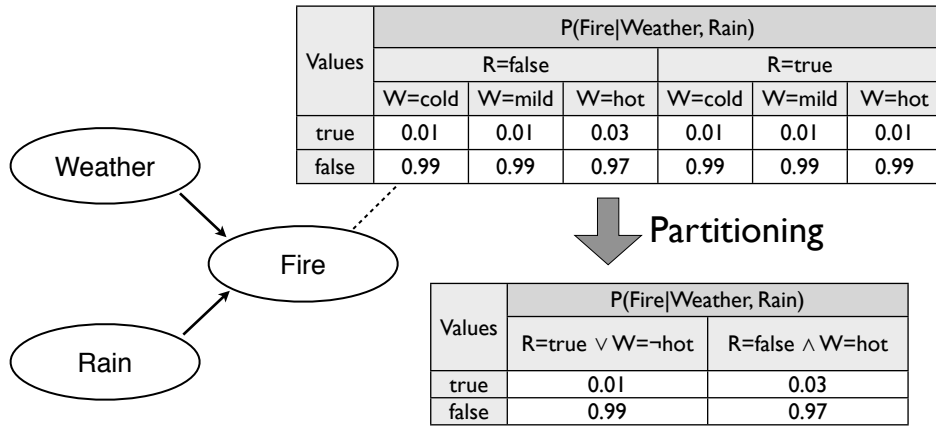 P(Fire|Weather, Rain)
Values
R=false R=true
W=cold W=mild W=hot W=cold W=mild W=hot
true 0.01 0.01 0.03 0.01 0.01 0.01
false 0.99 0.99 0.97 0.99 0.99 0.99
Weather
Fire
Rain
Partitioning
P(Fire|Weather, Rain)
Values
R=true ∨ W=¬hot R=false ∧ W=hot
true 0.01 0.03
false 0.99 0.97